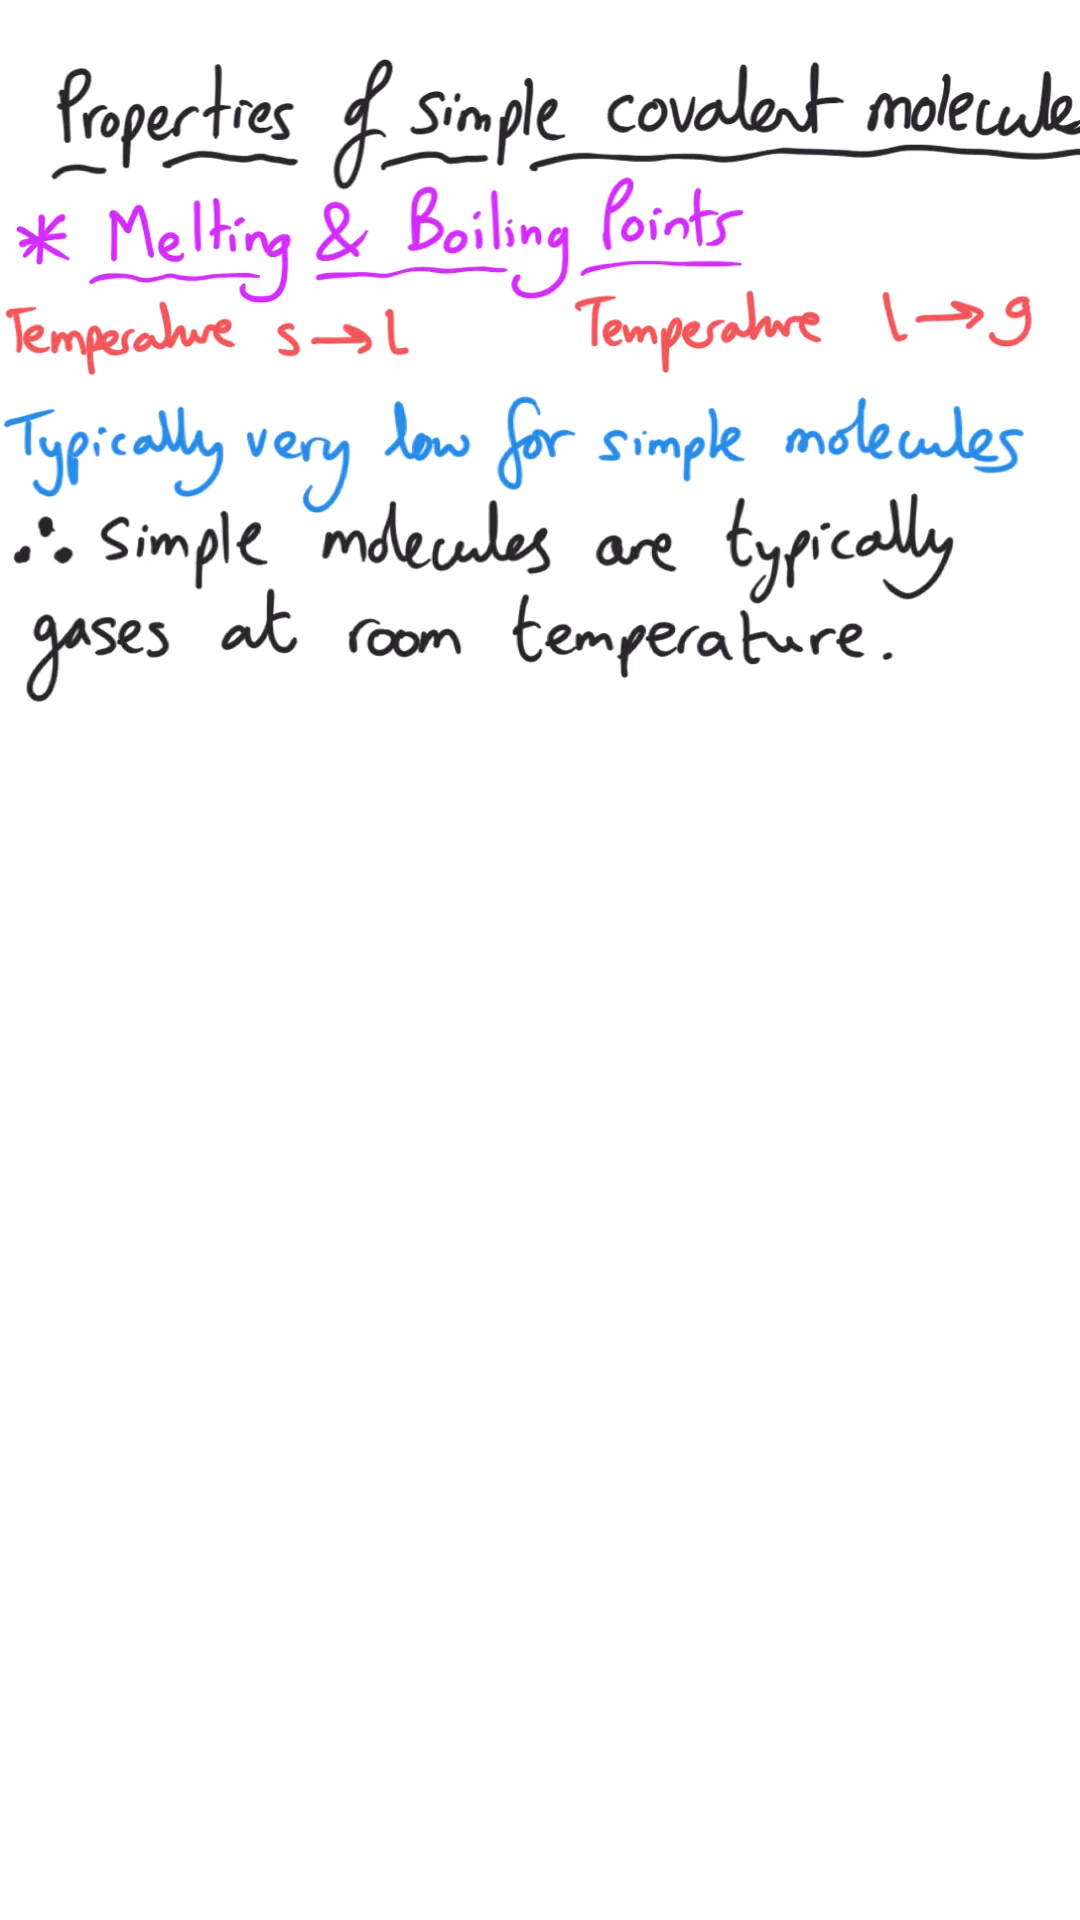 Properties of simple covalent molecule
* Melting & Boiling Points
Temperature s → l Temperature l → g
Typically very low for simple molecules
∴ simple molecules are typically
gases at room temperature.